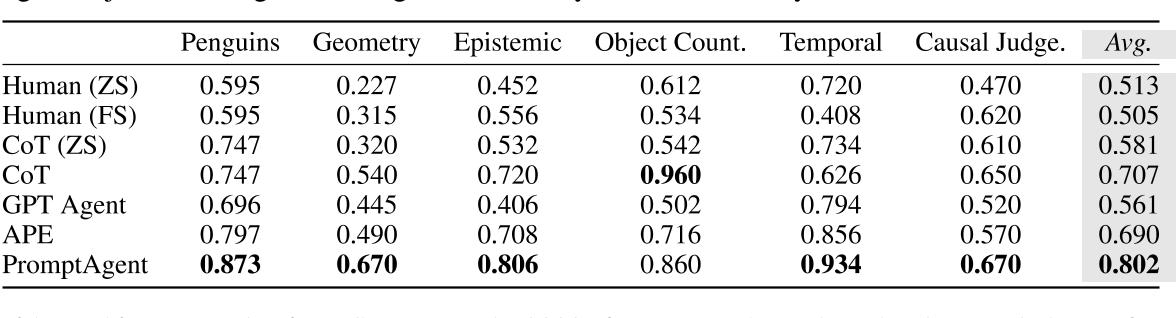 Penguins Geometry Epistemic Object Count. Temporal Causal Judge. Avg.
Human (ZS) 0.595 0.227 0.452 0.612 0.720 0.470 0.513
Human (FS) 0.595 0.315 0.556 0.534 0.408 0.620 0.505
CoT (ZS) 0.747 0.320 0.532 0.542 0.734 0.610 0.581
CoT 0.747 0.540 0.720 0.960 0.626 0.650 0.707
GPT Agent 0.696 0.445 0.406 0.502 0.794 0.520 0.561
APE 0.797 0.490 0.708 0.716 0.856 0.570 0.690
PromptAgent 0.873 0.670 0.806 0.860 0.934 0.670 0.802